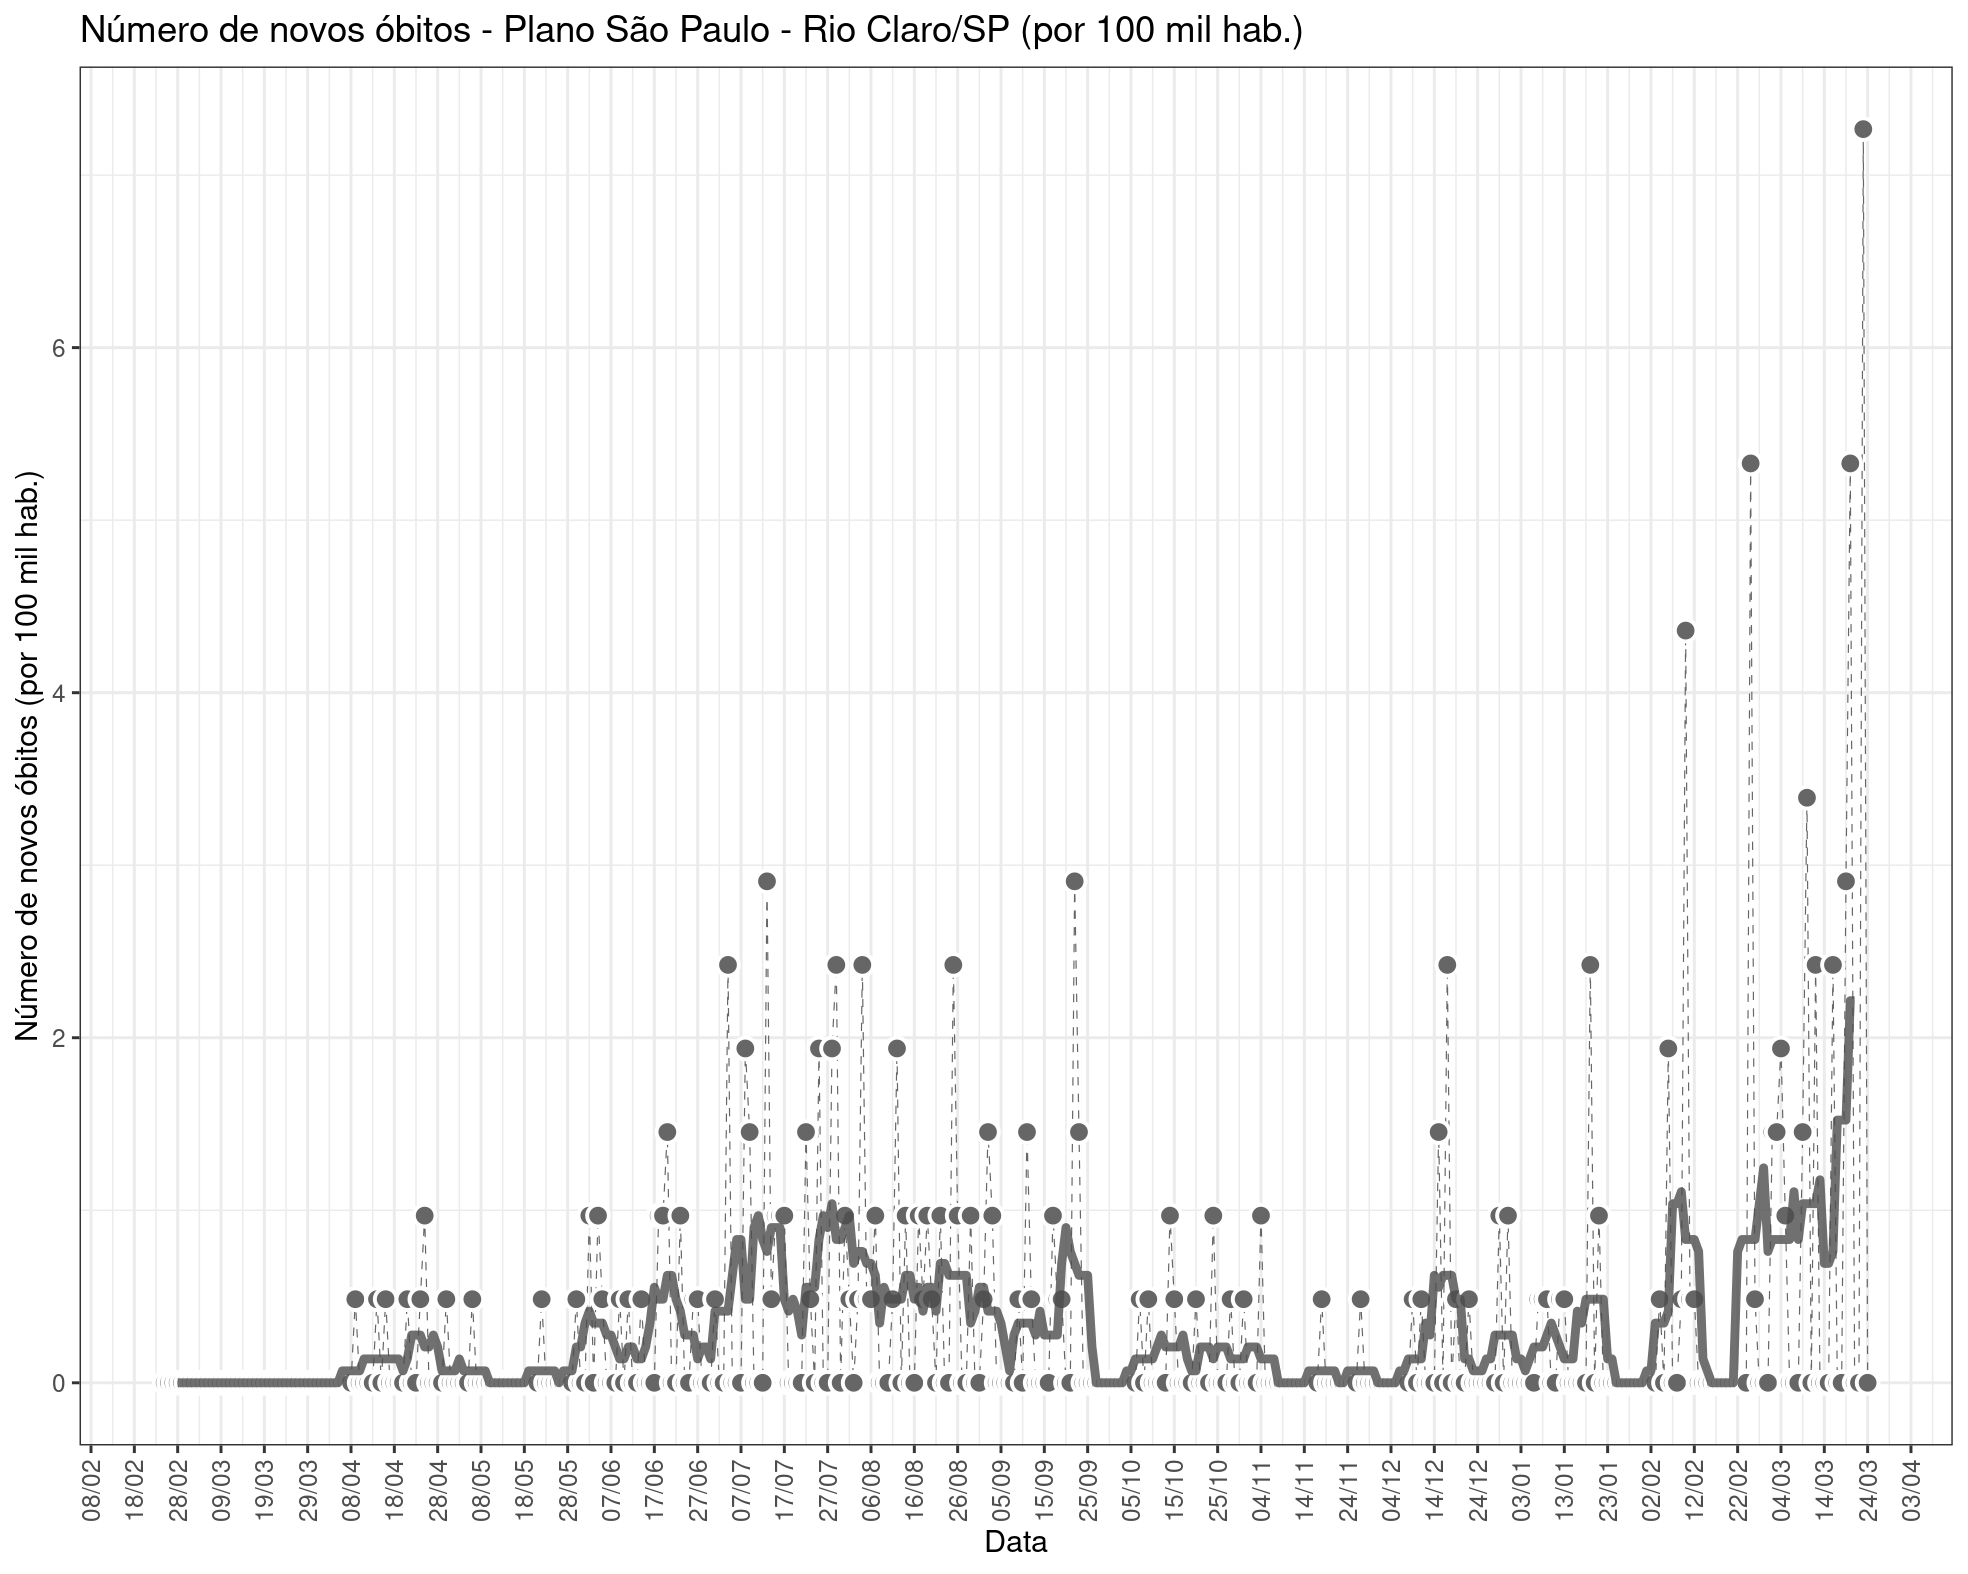 Número de novos óbitos - Plano São Paulo - Rio Claro/SP (por 100 mil hab.)
Número de novos óbitos (por 100 mil hab.)
6
4
2
0
08/02 18/02 28/02 09/03 19/03 29/03 08/04 18/04 28/04 08/05 18/05 28/05 07/06 17/06 27/06 07/07 17/07 27/07 06/08 16/08 26/08 05/09 15/09 25/09 05/10 15/10 25/10 04/11 14/11 24/11 04/12 14/12 24/12 03/01 13/01 23/01 02/02 12/02 22/02 04/03 14/03 24/03 03/04
Data